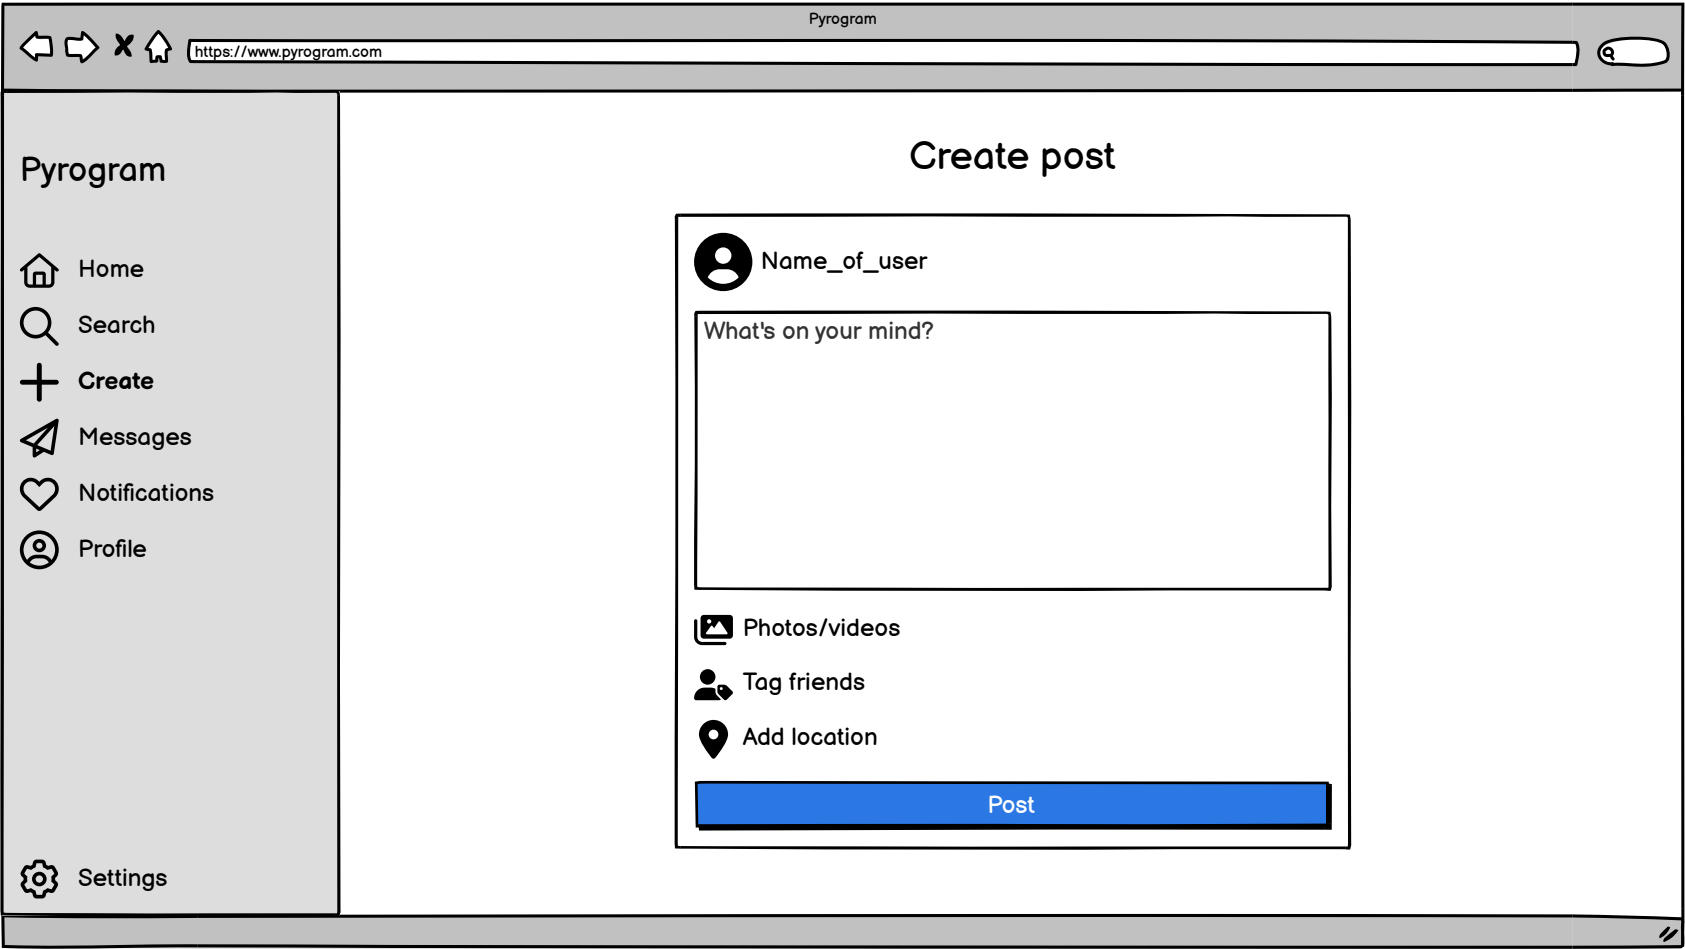 Pyrogram
https://www.pyrogram.com
Pyrogram
Home
Search
Create
Messages
Notifications
Profile
Settings
Create post
Name_of_user
What's on your mind?
Photos/videos
Tag friends
Add location
Post